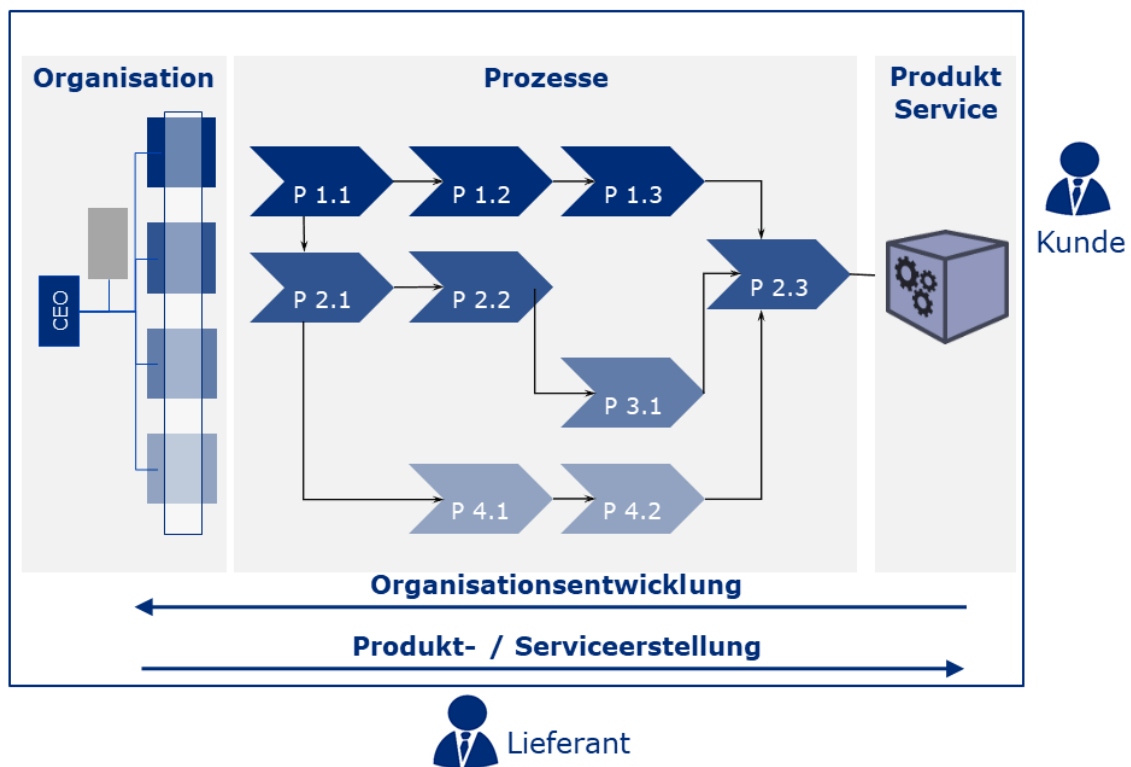 Organisation
Prozesse
Produkt
Service
CEO
P 1.1
P 1.2
P 1.3
P 2.1
P 2.2
P 2.3
P 3.1
P 4.1
P 4.2
Kunde
Organisationsentwicklung
Produkt- / Serviceerstellung
Lieferant